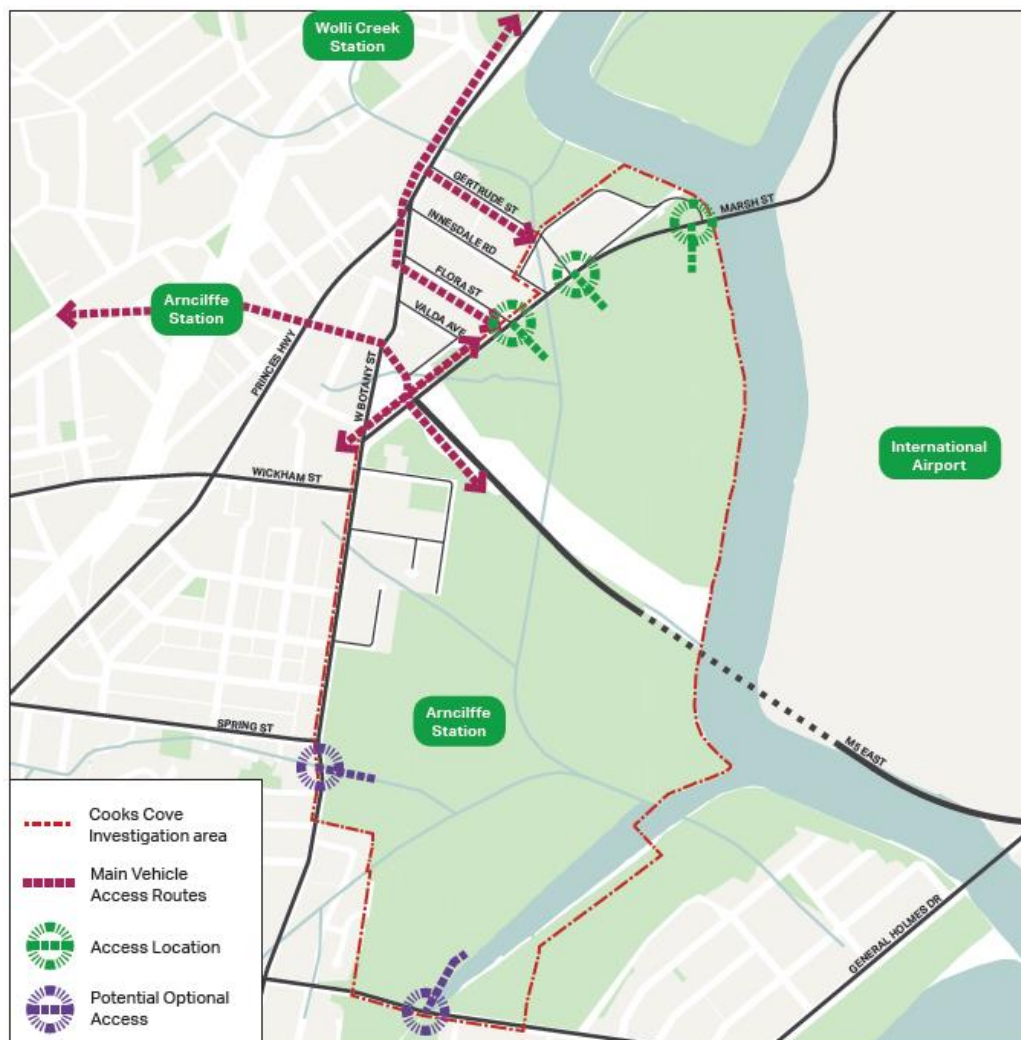 Wolli Creek
Station
GERTRUDE ST
MARSH ST
INNESDALE RD
FLORA ST
Arncilffe
Station
VALDA AVE
PRINCES HWY
W BOTANY ST
International
Airport
WICKHAM ST
Arncilffe
Station
SPRING ST
M5 EAST
GENERAL HOLMES DR
Cooks Cove
Investigation area
Main Vehicle
Access Routes
Access Location
Potential Optional
Access